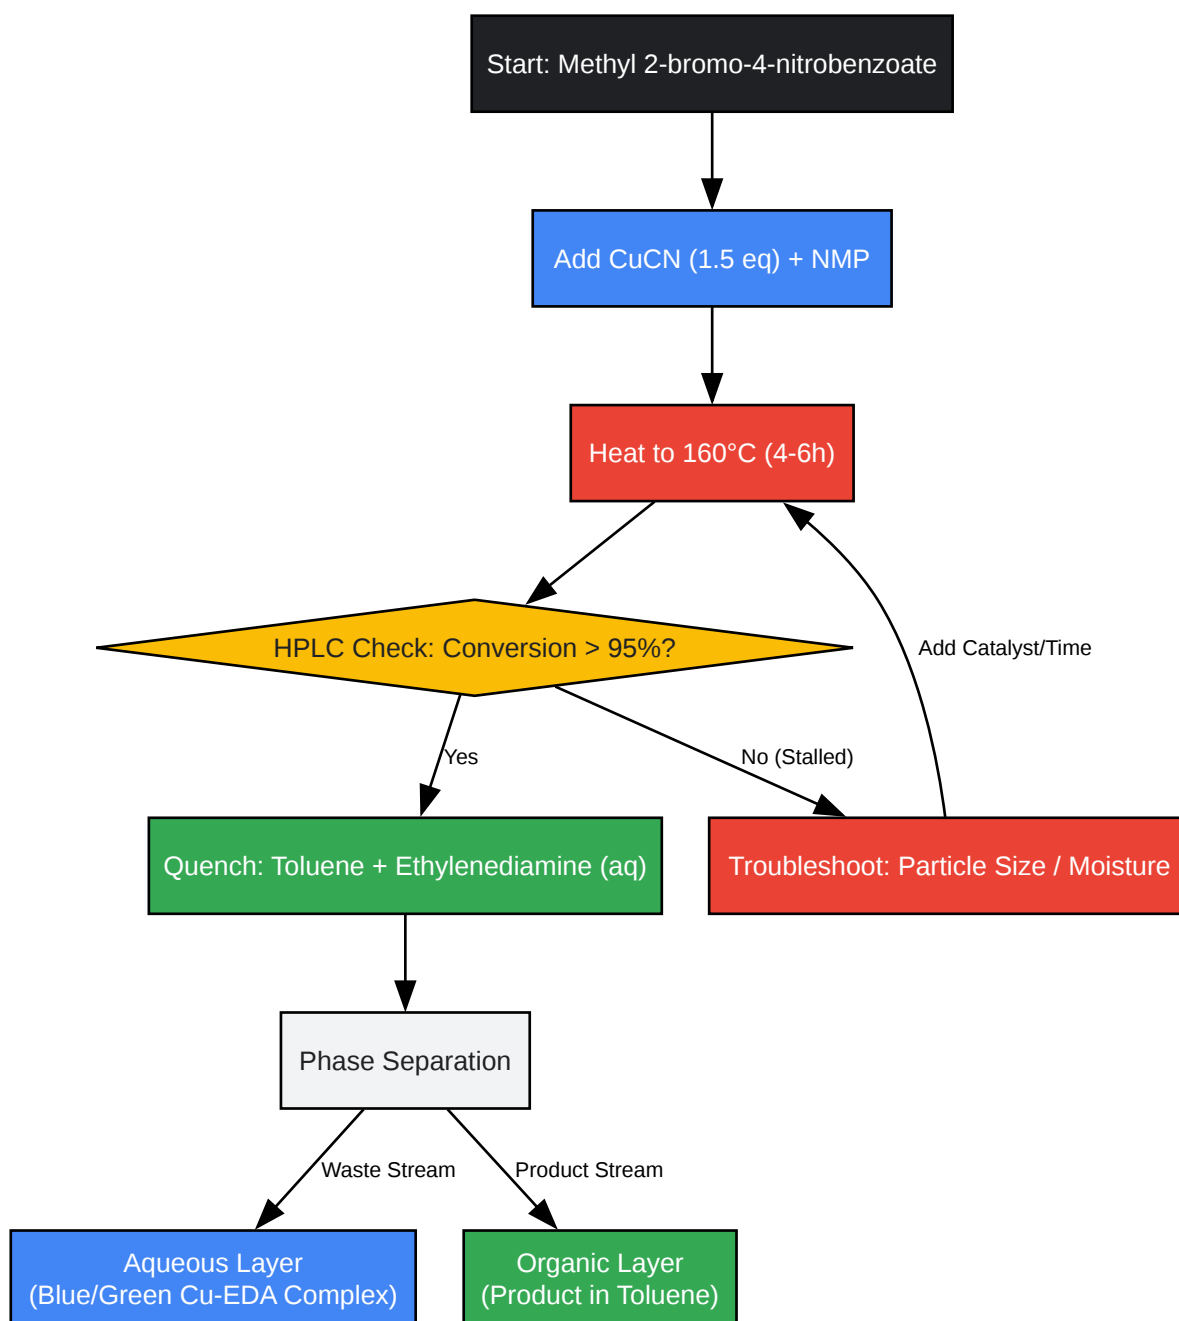 Start: Methyl 2-bromo-4-nitrobenzoate
Add CuCN (1.5 eq) + NMP
Heat to 160°C (4-6h)
HPLC Check: Conversion > 95%?
Add Catalyst/Time
Yes
No (Stalled)
Quench: Toluene + Ethylenediamine (aq)
Troubleshoot: Particle Size / Moisture
Phase Separation
Waste Stream
Product Stream
Aqueous Layer
(Blue/Green Cu-EDA Complex)
Organic Layer
(Product in Toluene)